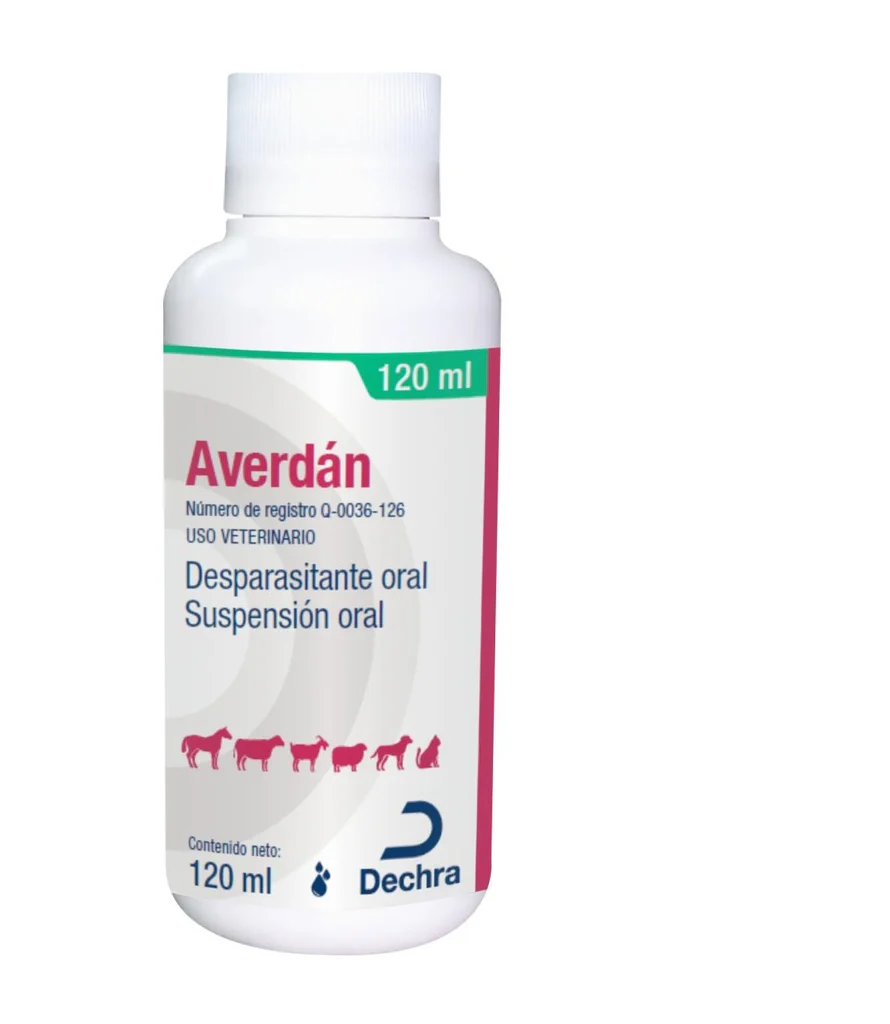 120 ml
Averdán
Número de registro Q-0036-126
USO VETERINARIO
Desparasitante oral
Suspensión oral
Contenido neto:
120 ml
Dechra